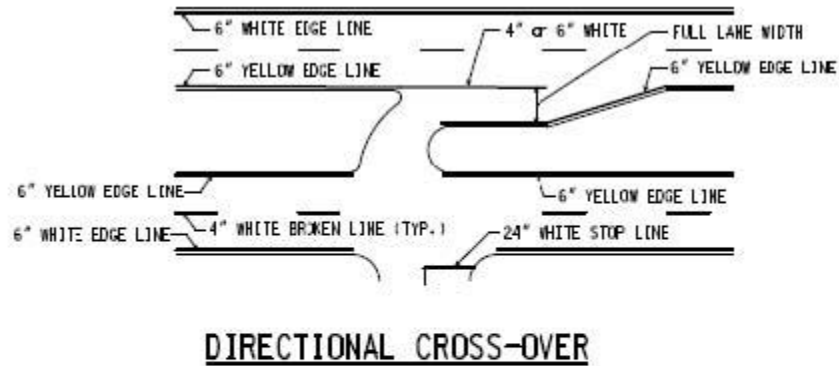 6" WHITE EDGE LINE
4" or 6" WHITE
FULL LANE WIDTH
6" YELLOW EDGE LINE
6" YELLOW EDGE LINE
6" YELLOW EDGE LINE
6" YELLOW EDGE LINE
6" WHITE EDGE LINE
4" WHITE BROKEN LINE (TYP.)
24" WHITE STOP LINE
DIRECTIONAL CROSS-OVER